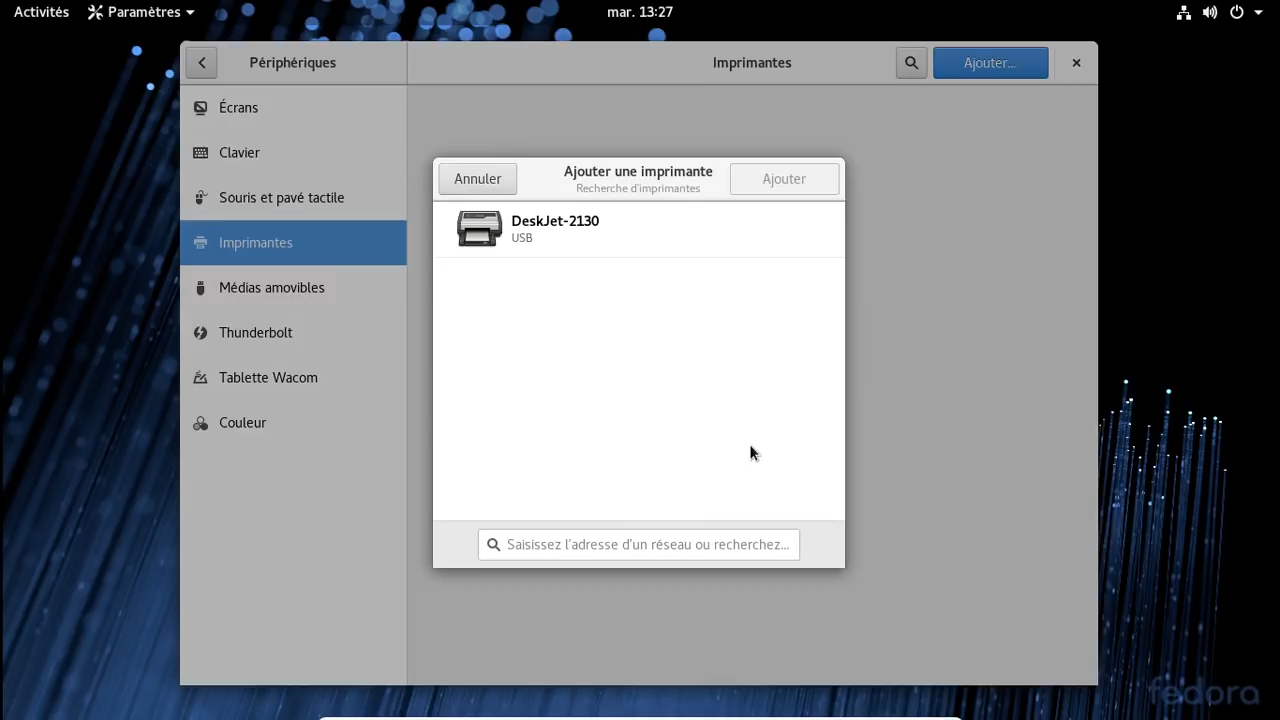 Activités
Paramètres
mar. 13:27
Périphériques
Imprimantes
Ajouter...
Écrans
Clavier
Souris et pavé tactile
Imprimantes
Médias amovibles
Thunderbolt
Tablette Wacom
Couleur
Annuler
Ajouter une imprimante
Recherche d'imprimantes
Ajouter
DeskJet-2130
USB
Saisissez l'adresse d'un réseau ou recherchez...
fedora